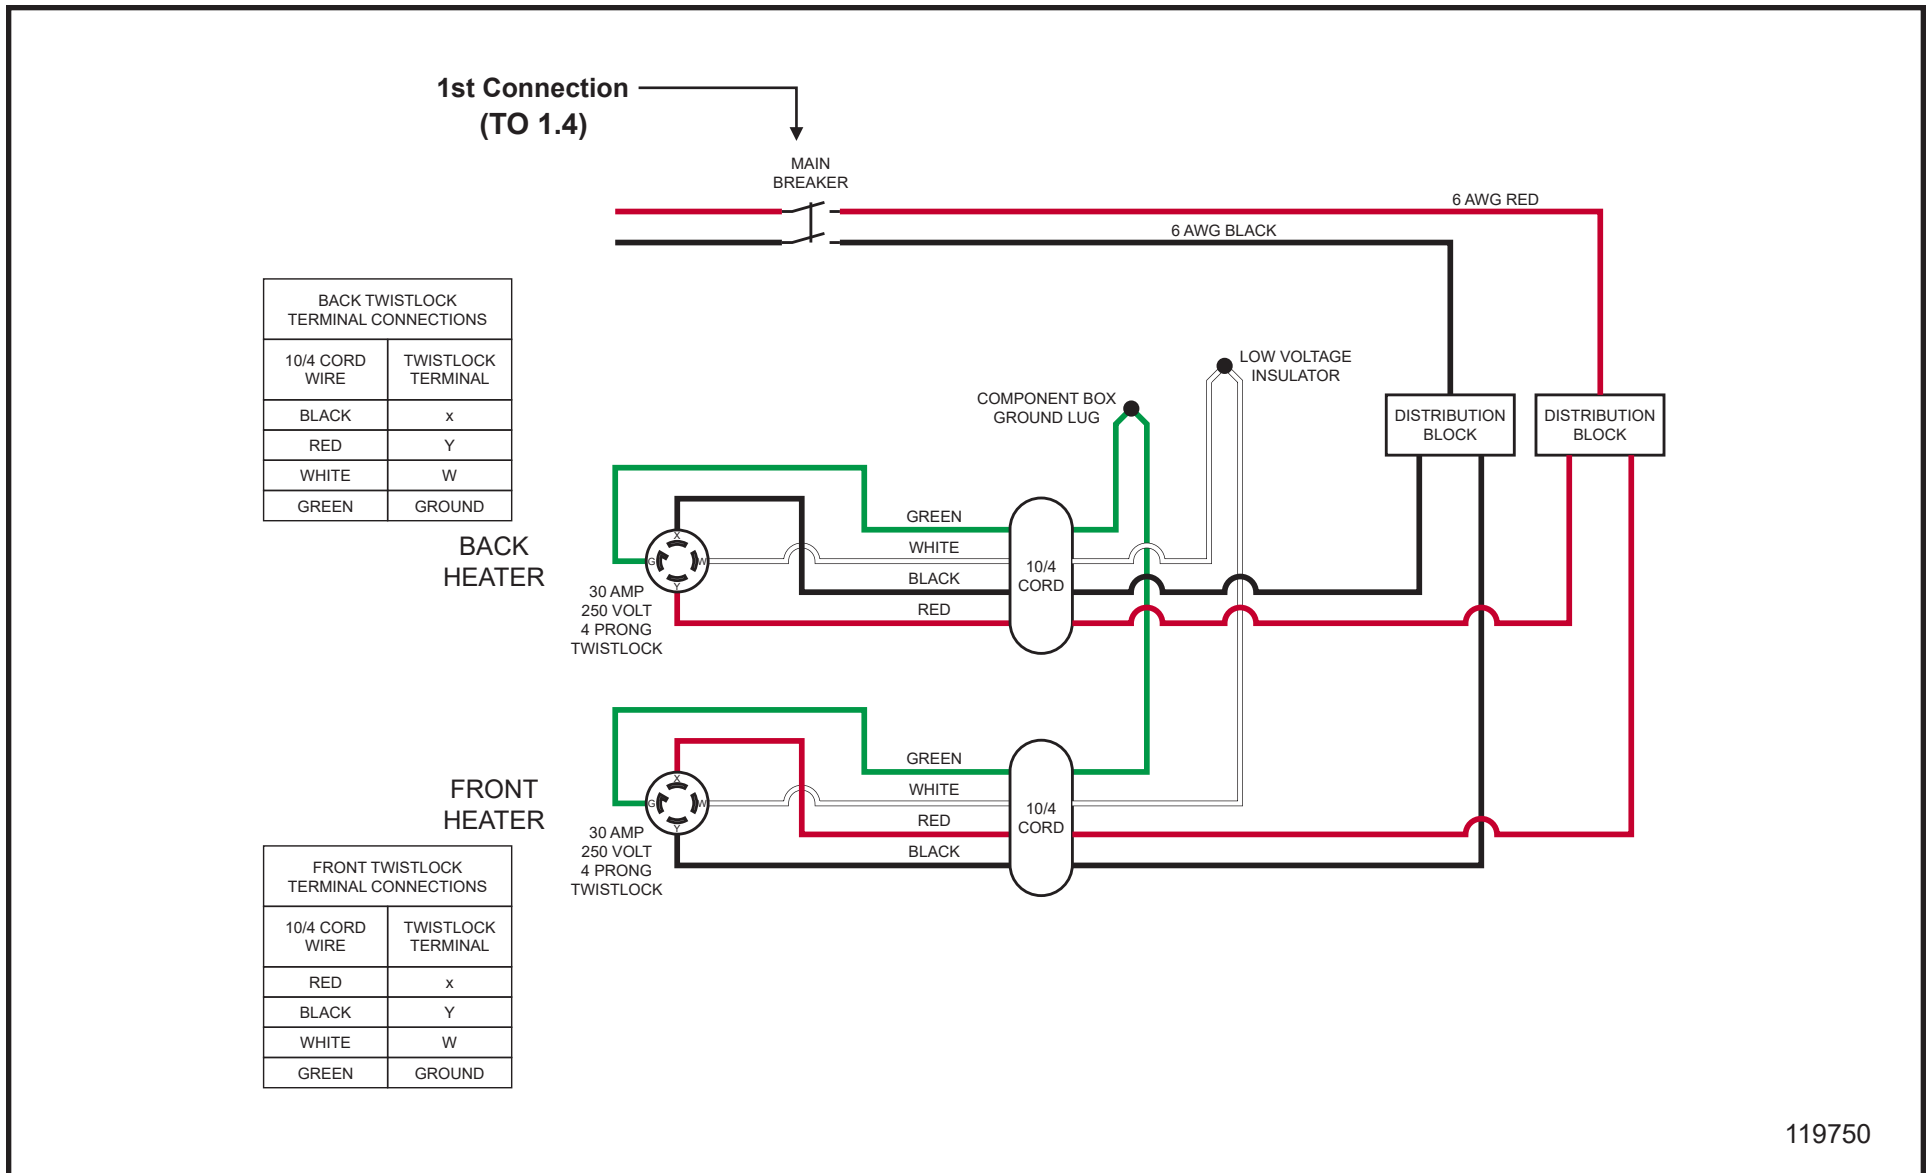 1st Connection
(TO 1.4)
MAIN
BREAKER
6 AWG RED
6 AWG BLACK
BACK TWISTLOCK
TERMINAL CONNECTIONS
10/4 CORD
WIRE
TWISTLOCK
TERMINAL
BLACK x
RED Y
WHITE W
GREEN GROUND
LOW VOLTAGE
INSULATOR
COMPONENT BOX
GROUND LUG
DISTRIBUTION
BLOCK
DISTRIBUTION
BLOCK
BACK
HEATER
X
G W
Y
30 AMP
250 VOLT
4 PRONG
TWISTLOCK
GREEN
WHITE
BLACK
RED
10/4
CORD
FRONT
HEATER
X
G W
Y
30 AMP
250 VOLT
4 PRONG
TWISTLOCK
GREEN
WHITE
RED
BLACK
10/4
CORD
FRONT TWISTLOCK
TERMINAL CONNECTIONS
10/4 CORD
WIRE
TWISTLOCK
TERMINAL
RED x
BLACK Y
WHITE W
GREEN GROUND
119750